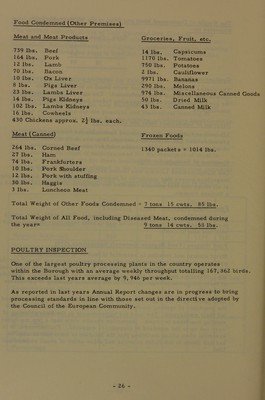 Food Condemned (Other Premises)
Meat and Meat Products
739 lbs. Beef
164 lbs. Pork
12 lbs. Lamb
70 lbs. Bacon
10 lbs. Ox Liver
8 lbs. Pigs Liver
23 lbs. Lambs Liver
14 lbs. Pigs Kidneys
102 lbs. Lambs Kidneys
16 lbs. Cowheels
430 Chickens approx. 2½ lbs. each.
Groceries, Fruit, etc.
14 lbs. Capsicums
1170 lbs. Tomatoes
750 lbs. Potatoes
2 lbs. Cauliflower
9971 lbs. Bananas
390 lbs. Melons
974 lbs. Miscellaneous Canned Goods
50 lbs. Dried Milk
43 lbs. Canned Milk
Meat (Canned)
264 lbs. Corned Beef
27 lbs. Ham
74 lbs. Frankfurters
10 lbs. Pork Shoulder
12 lbs. Pork with stuffing
30 lbs. Haggis
3 lbs. Luncheon Meat
Frozen Foods
1340 packets = 1014 lbs.
Total Weight of Other Foods Condemned = 7 tons 15 cwts. 95 lbs.
Total Weight of All Food, including Diseased Meat, condemned during
the year= 9 tons 14 cwts. 53 lbs.
POULTRY INSPECTION
One of the largest poultry processing plants in the country operates
within the Borough with an average weekly throughput totalling 167,962 birds.
This exceeds last years average by 9,946 per week.
As reported in last years Annual Report changes are in progress to bring
processing standards in line with those set out in the directive adopted by
the Council of the European Community.
- 26 -